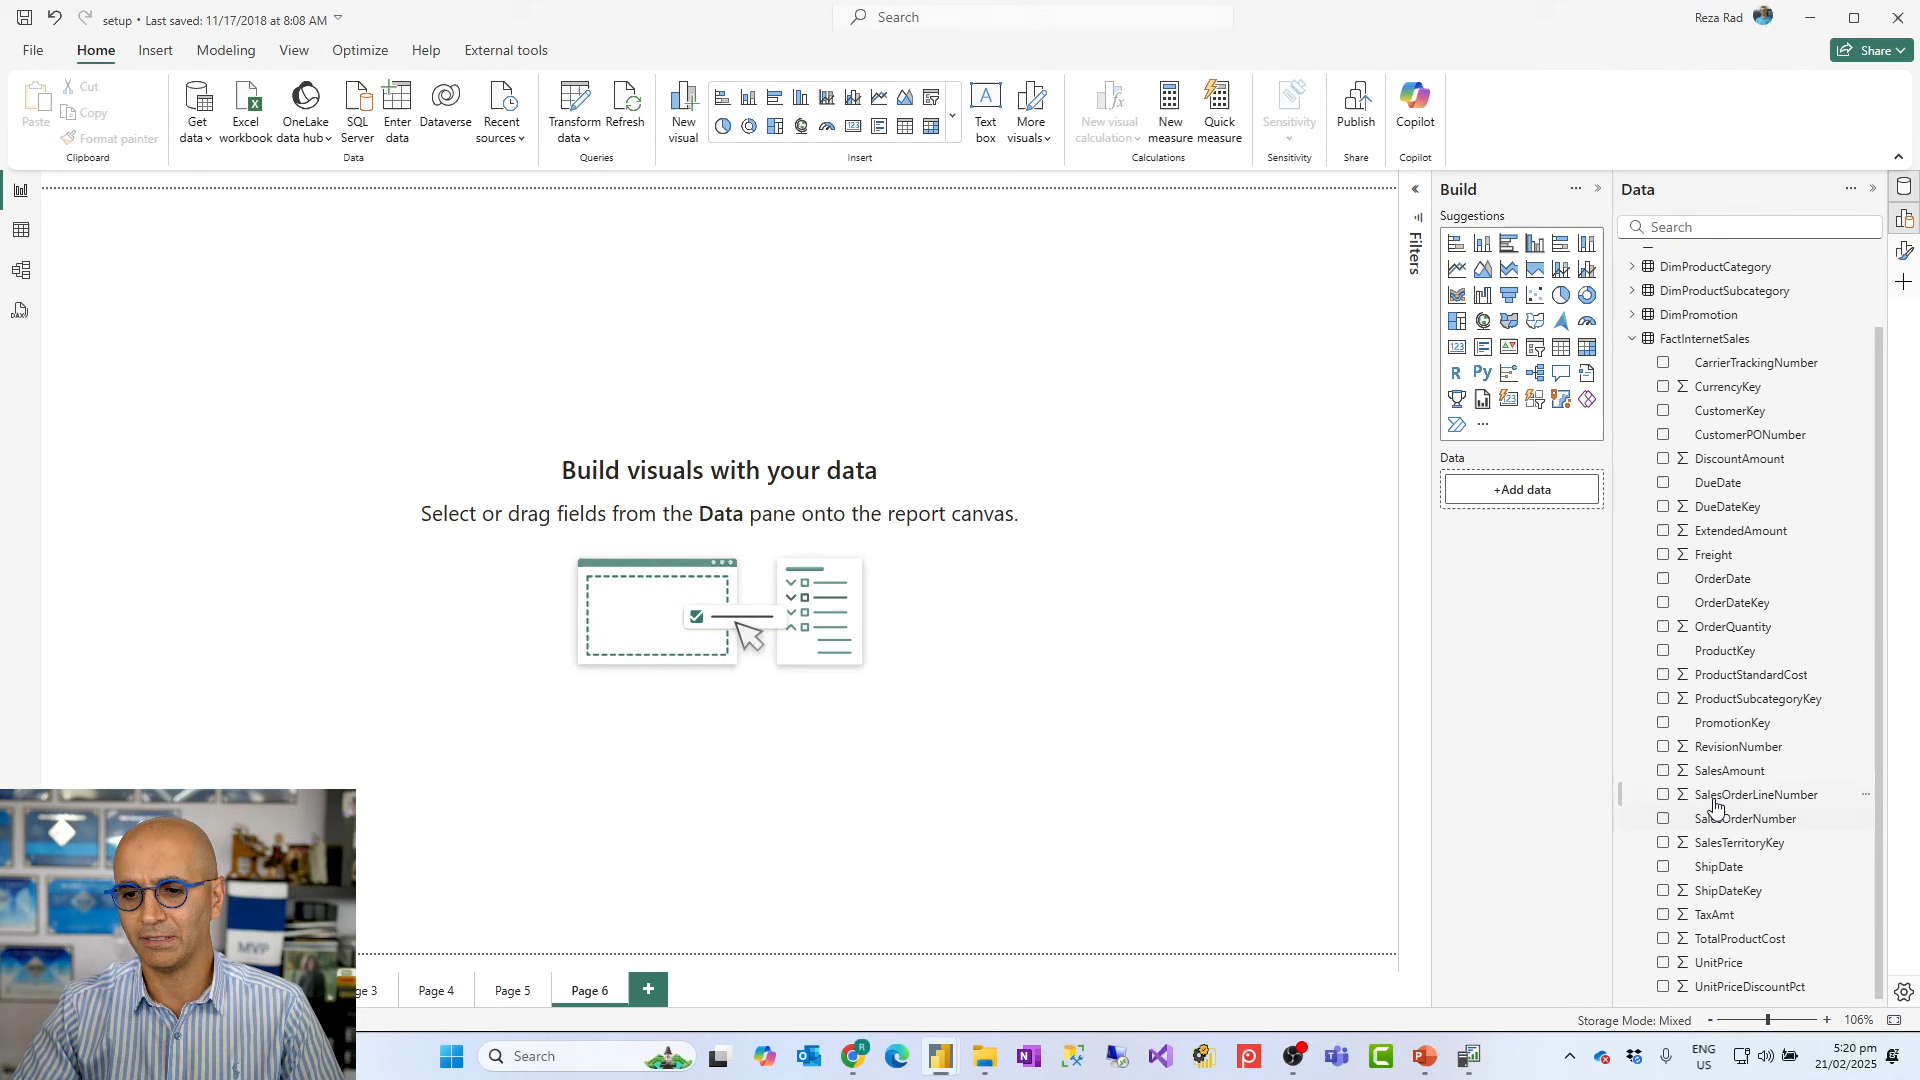 setup • Last saved: 11/17/2018 at 8:08 AM
Search
Reza Rad
File
Home
Insert
Modeling
View
Optimize
Help
External tools
Share
Paste
Cut
Copy
Format painter
Clipboard
Get
data
Excel
workbook
OneLake
data hub
SQL
Server
Enter
data
Dataverse
Recent
sources
Data
Transform
data
Refresh
Queries
New
visual
Text
box
More
visuals
Insert
New visual
calculation
New
measure
Quick
measure
Calculations
Sensitivity
Sensitivity
Publish
Share
Copilot
Copilot
Build visuals with your data
Select or drag fields from the Data pane onto the report canvas.
Filters
Build
Suggestions
R
Py
123
Data
+Add data
Data
Search
DimProductCategory
DimProductSubcategory
DimPromotion
FactInternetSales
CarrierTrackingNumber
CurrencyKey
CustomerKey
CustomerPONumber
DiscountAmount
DueDate
DueDateKey
ExtendedAmount
Freight
OrderDate
OrderDateKey
OrderQuantity
ProductKey
ProductStandardCost
ProductSubcategoryKey
PromotionKey
RevisionNumber
SalesAmount
SalesOrderLineNumber
SalesOrderNumber
SalesTerritoryKey
ShipDate
ShipDateKey
TaxAmt
TotalProductCost
UnitPrice
UnitPriceDiscountPct
MVP
ge 3
Page 4
Page 5
Page 6
Storage Mode: Mixed
106%
Search
ENG
US
5:20 pm
21/02/2025